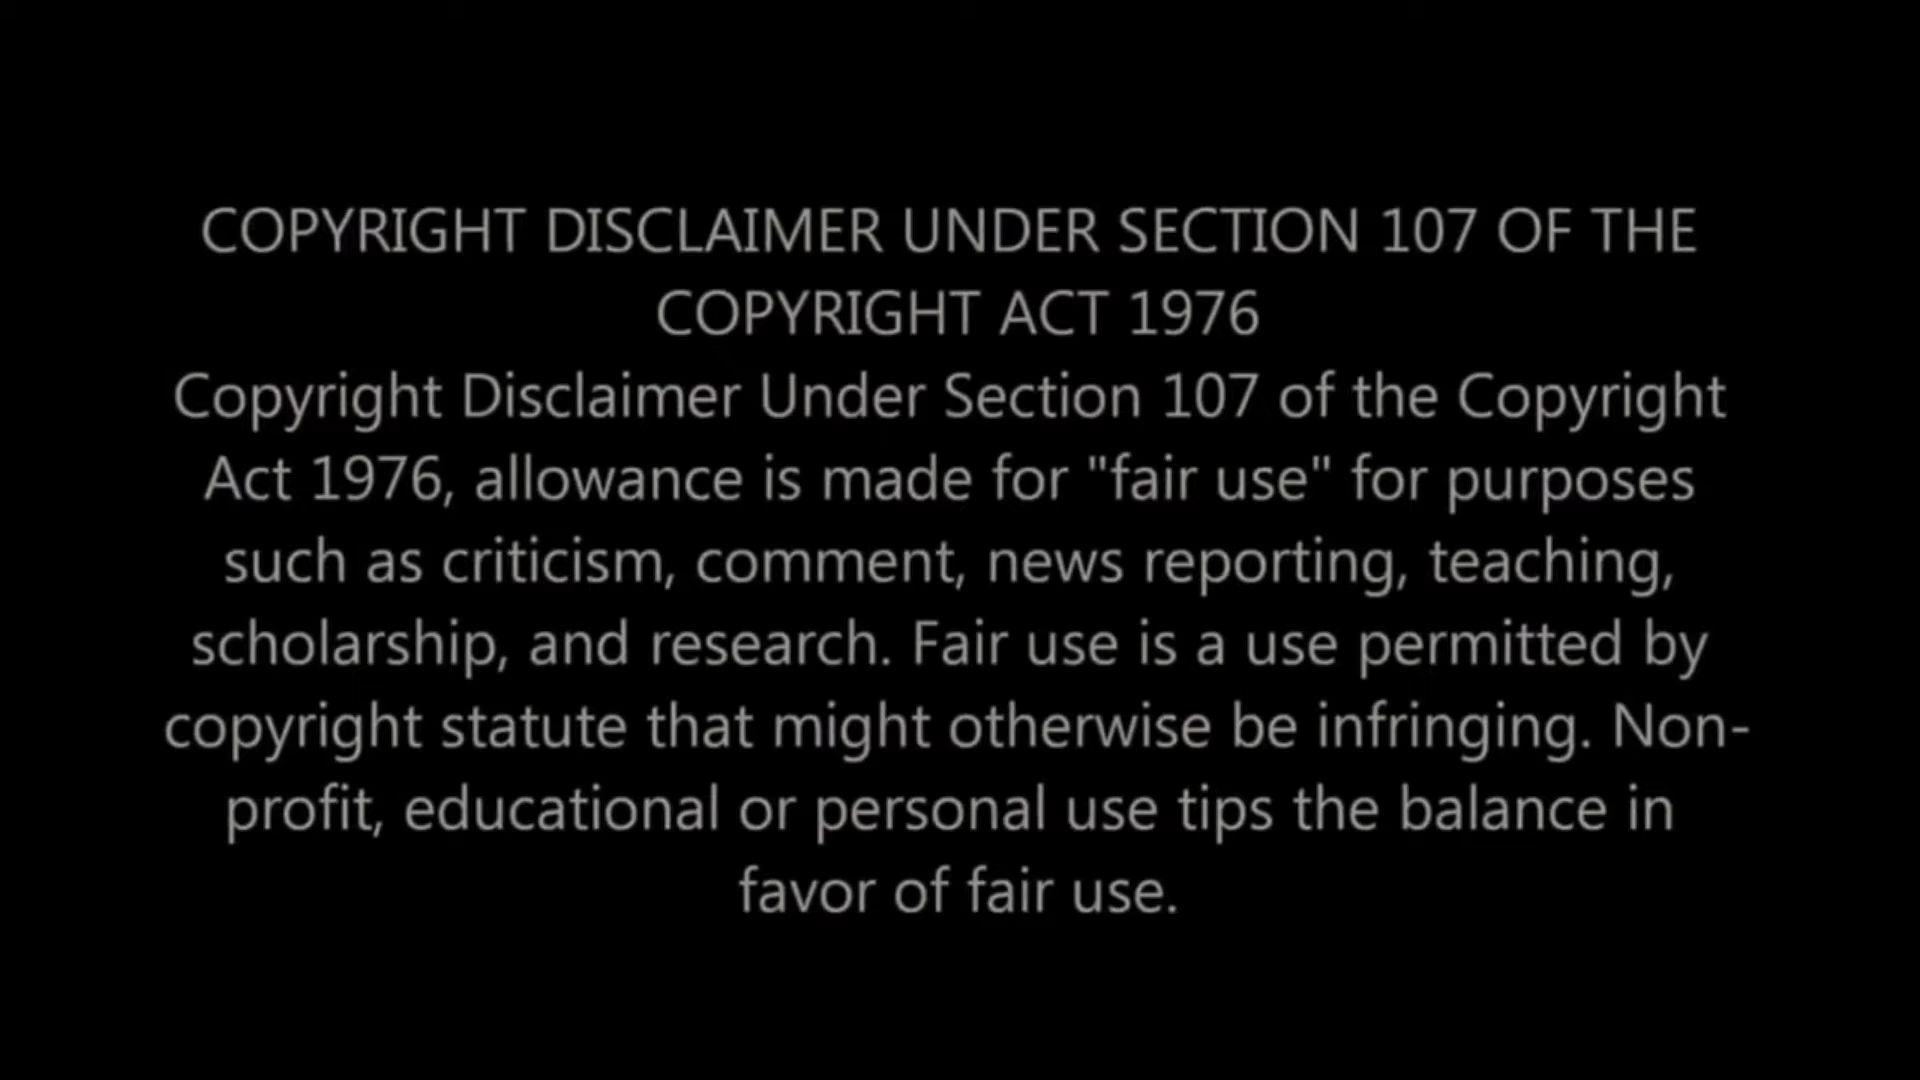 COPYRIGHT DISCLAIMER UNDER SECTION 107 OF THE
COPYRIGHT ACT 1976
Copyright Disclaimer Under Section 107 of the Copyright
Act 1976, allowance is made for "fair use" for purposes
such as criticism, comment, news reporting, teaching,
scholarship, and research. Fair use is a use permitted by
copyright statute that might otherwise be infringing. Non-
profit, educational or personal use tips the balance in
favor of fair use.